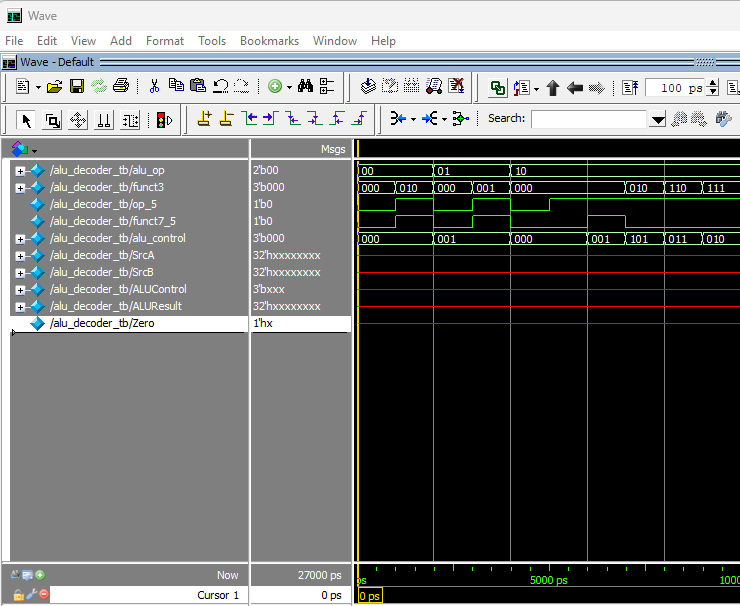 Wave
File Edit View Add Format Tools Bookmarks Window Help
Wave - Default
100 ps
Search:
Msgs
/alu_decoder_tb/alu_op 2'b00 00 01 10
/alu_decoder_tb/funct3 3'b000 000 010 000 001 000 010 110 111
/alu_decoder_tb/op_5 1'b0
/alu_decoder_tb/funct7_5 1'b0
/alu_decoder_tb/alu_control 3'b000 000 001 000 001 101 011 010
/alu_decoder_tb/SrcA 32'hxxxxxxxx
/alu_decoder_tb/SrcB 32'hxxxxxxxx
/alu_decoder_tb/ALUControl 3'bxxx
/alu_decoder_tb/ALUResult 32'hxxxxxxxx
/alu_decoder_tb/Zero 1'hx
Now 27000 ps ps 5000 ps 1000
Cursor 1 0 ps 0 ps